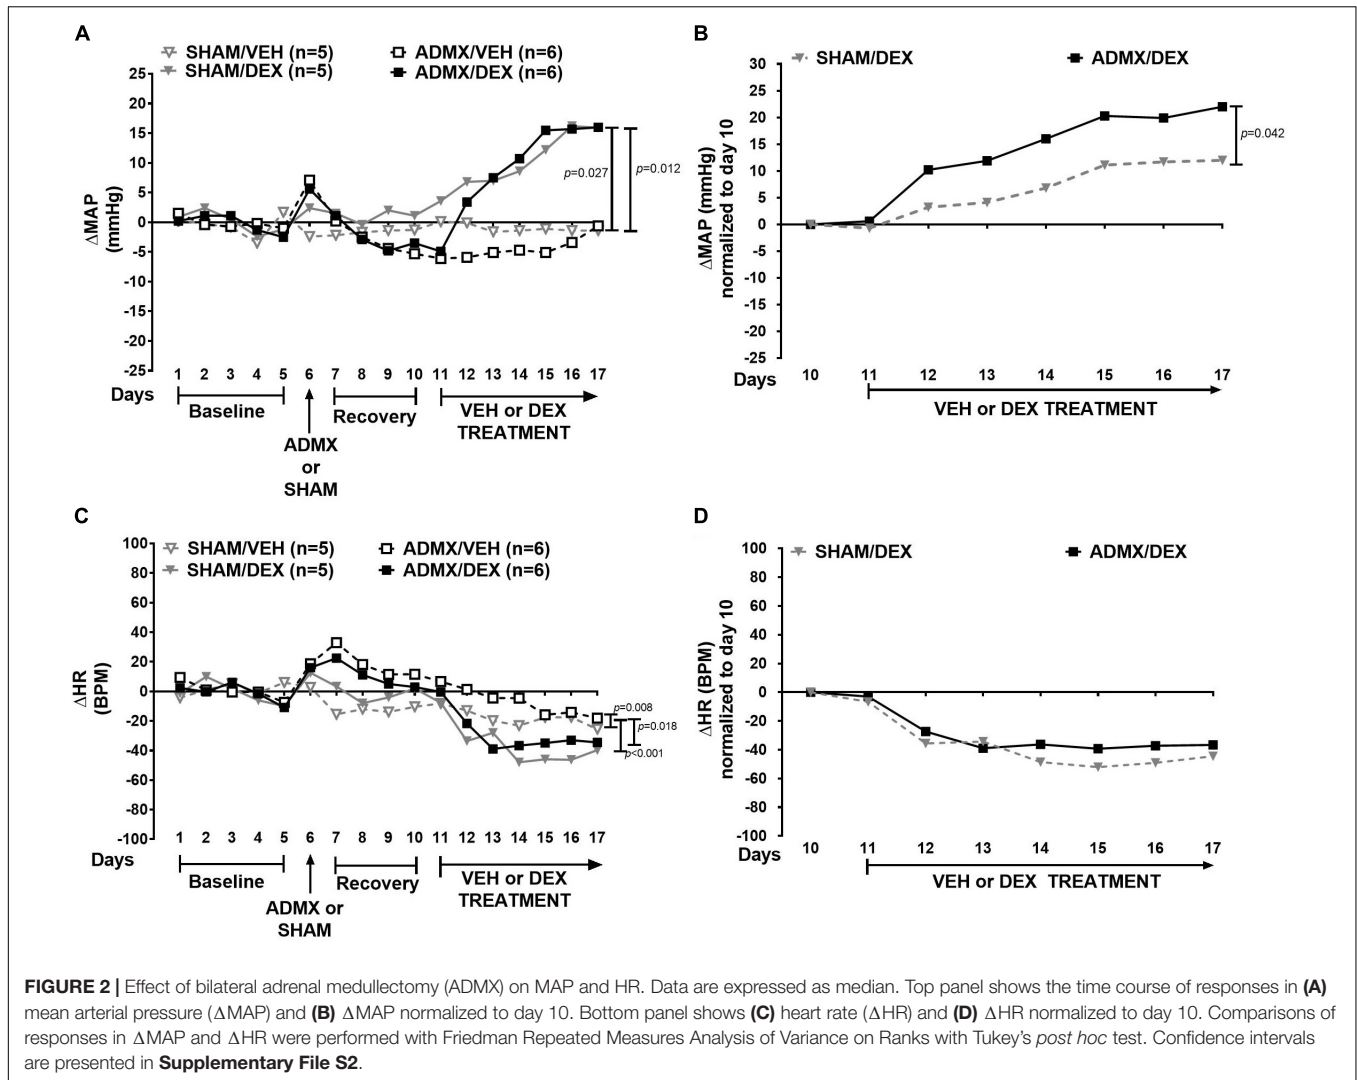 A
SHAM/VEH (n=5)
ADMX/VEH (n=6)
SHAM/DEX (n=5)
ADMX/DEX (n=6)
25
20
15
10
5
0
-5
-10
-15
-20
-25
ΔMAP
(mmHg)
p=0.027
p=0.012
Days
1 2 3 4 5 6 7 8 9 10 11 12 13 14 15 16 17
Baseline
Recovery
VEH or DEX
TREATMENT
ADMX
or
SHAM
B
SHAM/DEX
ADMX/DEX
30
25
20
15
10
5
0
-5
-10
-15
-20
-25
ΔMAP (mmHg)
normalized to day 10
p=0.042
Days
10 11 12 13 14 15 16 17
VEH or DEX TREATMENT
C
SHAM/VEH (n=5)
ADMX/VEH (n=6)
SHAM/DEX (n=5)
ADMX/DEX (n=6)
100
80
60
40
20
0
-20
-40
-60
-80
-100
ΔHR
(BPM)
p=0.008
p=0.018
p<0.001
1 2 3 4 5 6 7 8 9 10 11 12 13 14 15 16 17
Days
Baseline
Recovery
VEH or DEX
TREATMENT
ADMX or
SHAM
D
SHAM/DEX
ADMX/DEX
100
80
60
40
20
0
-20
-40
-60
-80
-100
ΔHR (BPM)
normalized to day 10
Days
10 11 12 13 14 15 16 17
VEH or DEX TREATMENT
FIGURE 2 | Effect of bilateral adrenal medullectomy (ADMX) on MAP and HR. Data are expressed as median. Top panel shows the time course of responses in (A)
mean arterial pressure (ΔMAP) and (B) ΔMAP normalized to day 10. Bottom panel shows (C) heart rate (ΔHR) and (D) ΔHR normalized to day 10. Comparisons of
responses in ΔMAP and ΔHR were performed with Friedman Repeated Measures Analysis of Variance on Ranks with Tukey's post hoc test. Confidence intervals
are presented in Supplementary File S2.